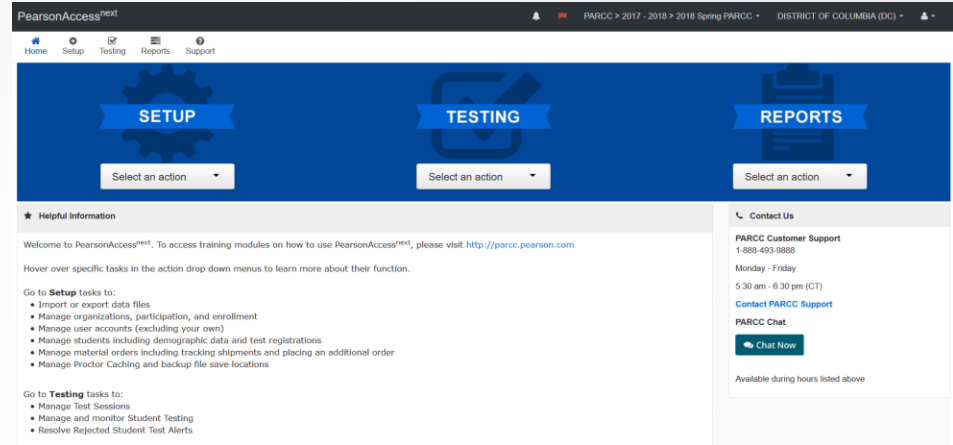 PearsonAccessnext
PARCC > 2017 - 2018 > 2018 Spring PARCC
DISTRICT OF COLUMBIA (DC)
Home
Setup
Testing
Reports
Support
SETUP
TESTING
REPORTS
Select an action
Select an action
Select an action
Helpful Information
Welcome to PearsonAccessnext. To access training modules on how to use PearsonAccessnext, please visit http://parcc.pearson.com
Hover over specific tasks in the action drop down menus to learn more about their function.
Go to Setup tasks to:
• Import or export data files
• Manage organizations, participation, and enrollment
• Manage user accounts (excluding your own)
• Manage students including demographic data and test registrations
• Manage material orders including tracking shipments and placing an additional order
• Manage Proctor Caching and backup file save locations
Go to Testing tasks to:
• Manage Test Sessions
• Manage and monitor Student Testing
• Resolve Rejected Student Test Alerts
Contact Us
PARCC Customer Support
1-888-493-9888
Monday - Friday
5:30 am - 6:30 pm (CT)
Contact PARCC Support
PARCC Chat
Chat Now
Available during hours listed above